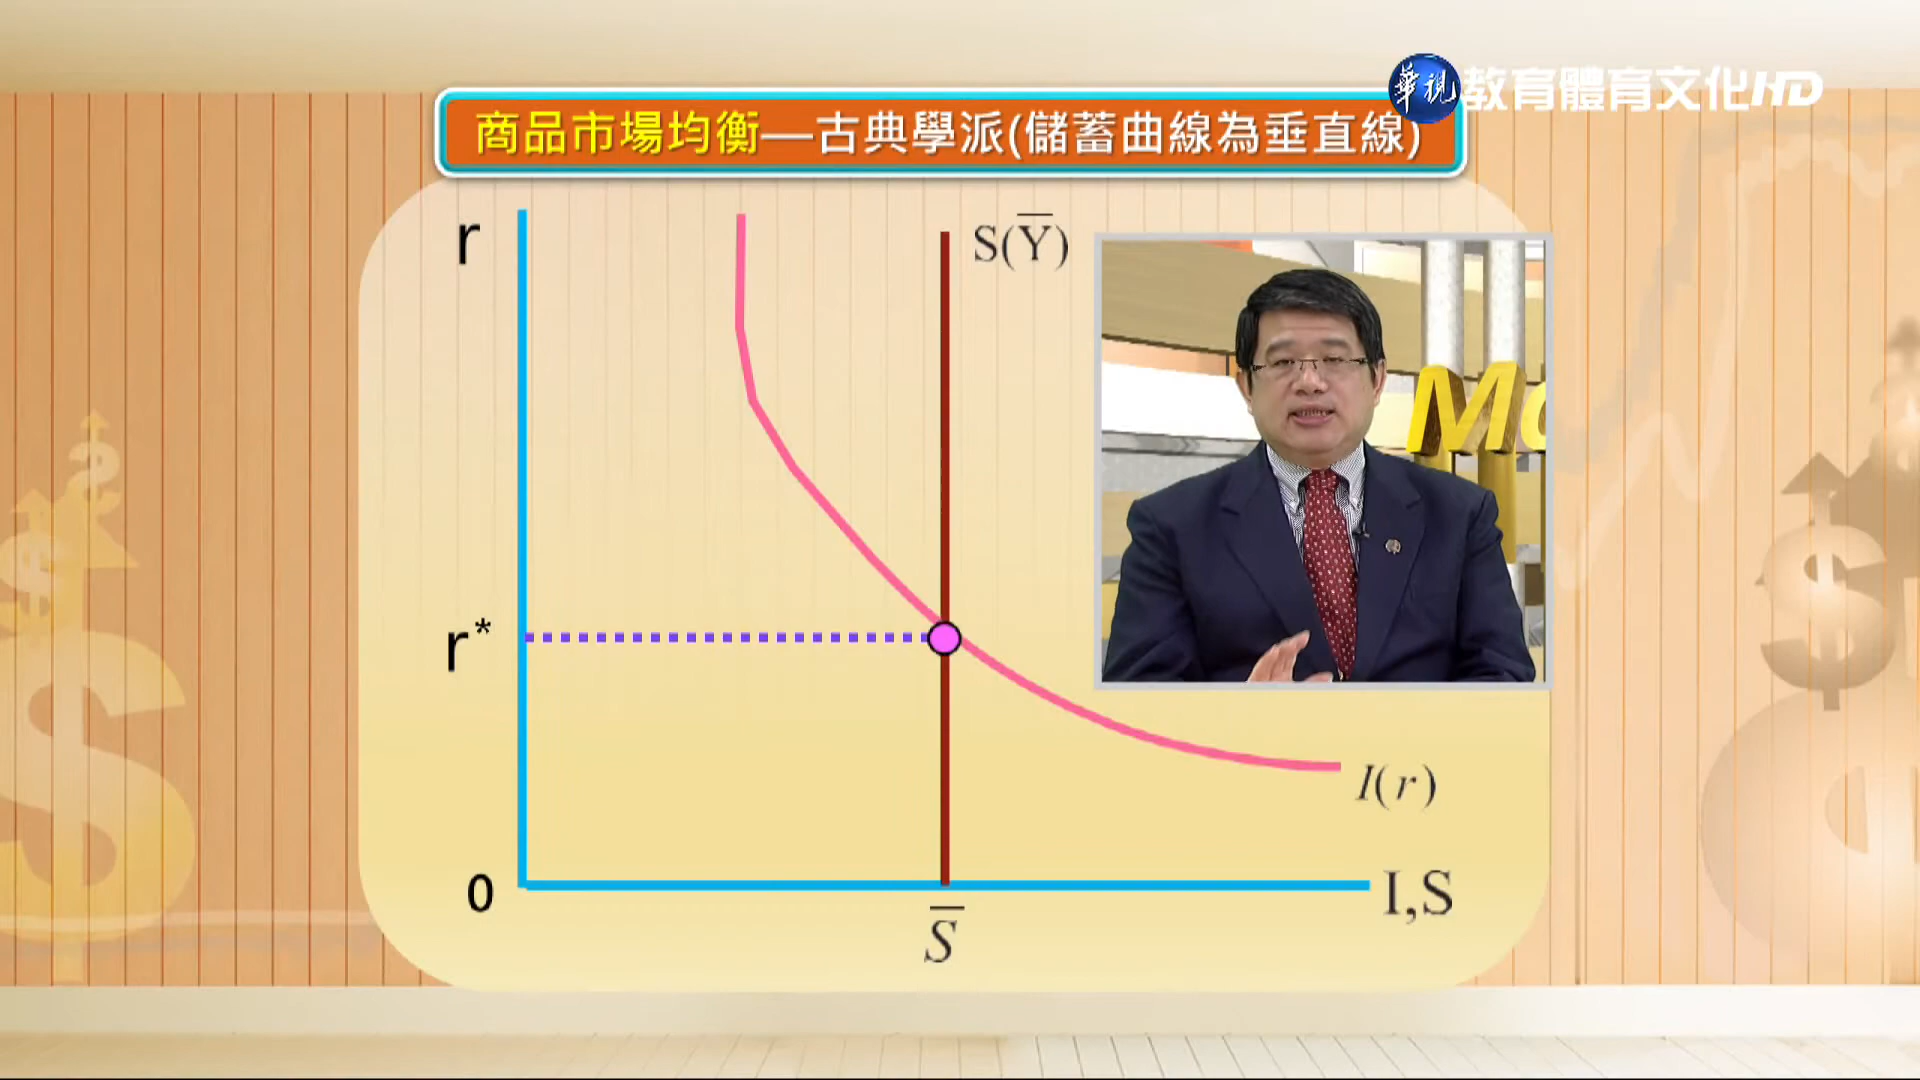 華視 教育體育文化HD
商品市場均衡—古典學派(儲蓄曲線為垂直線)
r
S(Y̅)
r*
I(r)
0
I,S
S̅